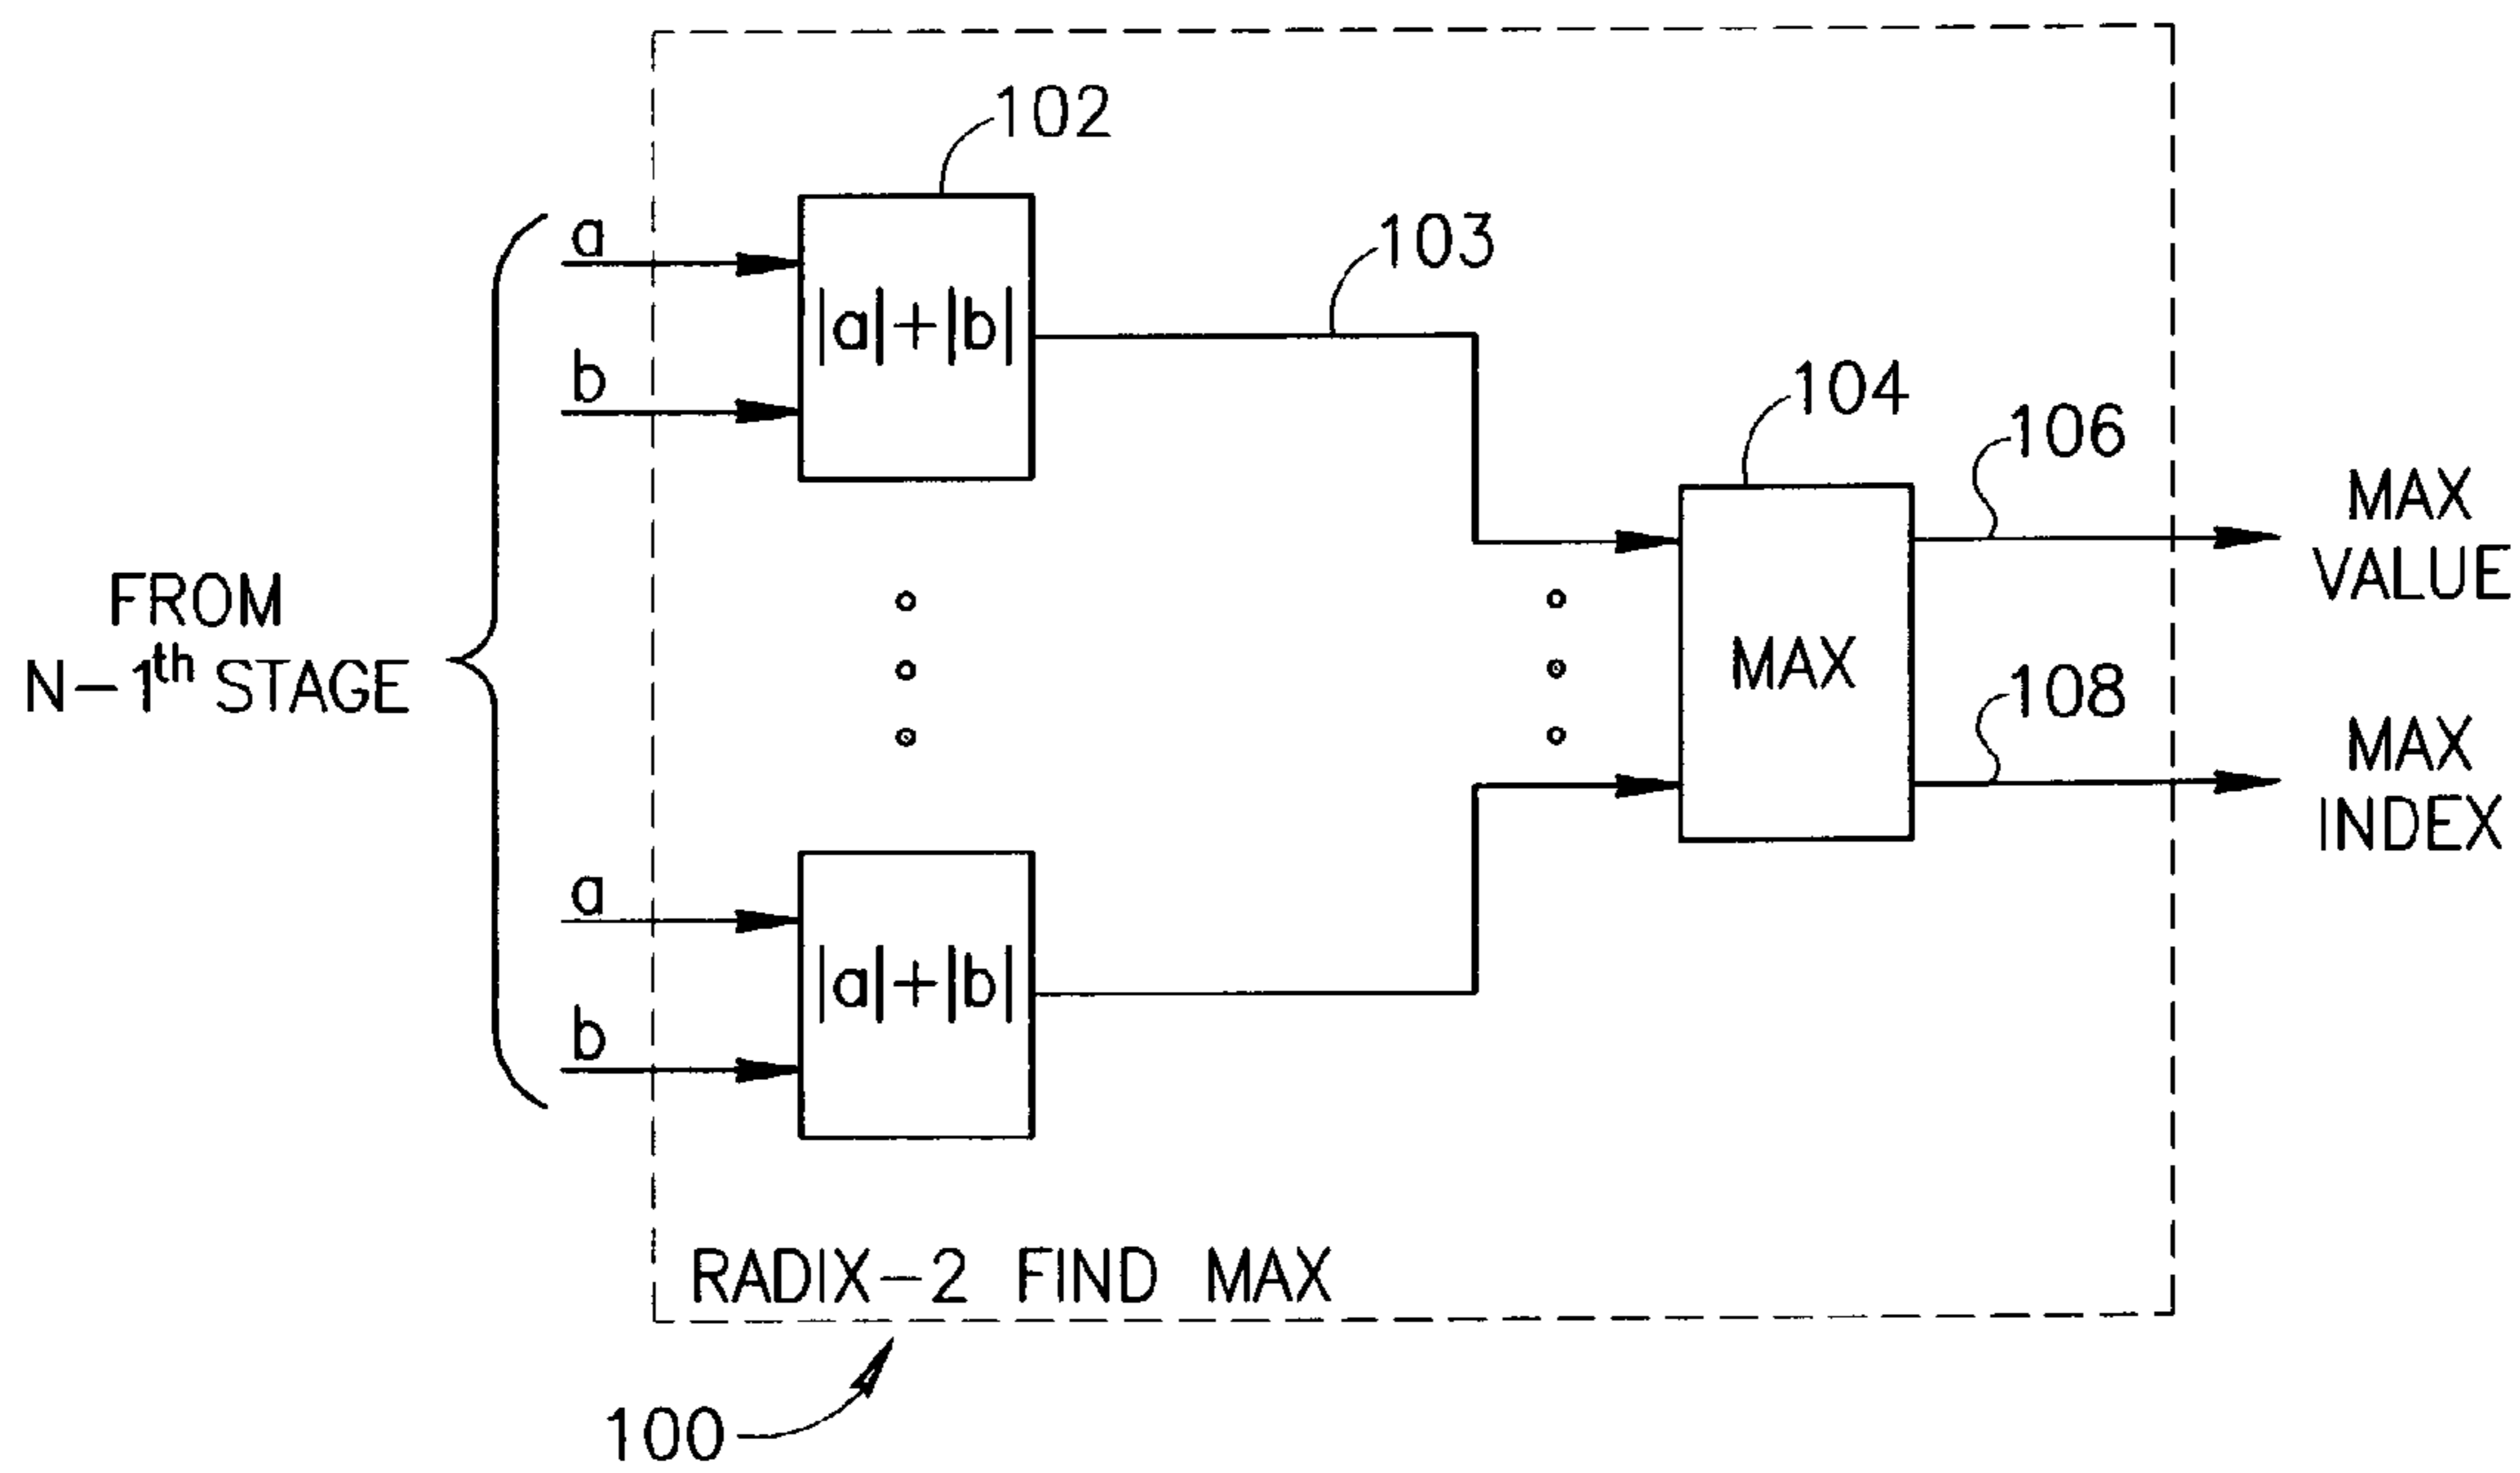 102
a
|a|+|b|
b
103
104
106
MAX
VALUE
FROM
N-1th STAGE
MAX
108
MAX
INDEX
a
|a|+|b|
b
RADIX-2 FIND MAX
100